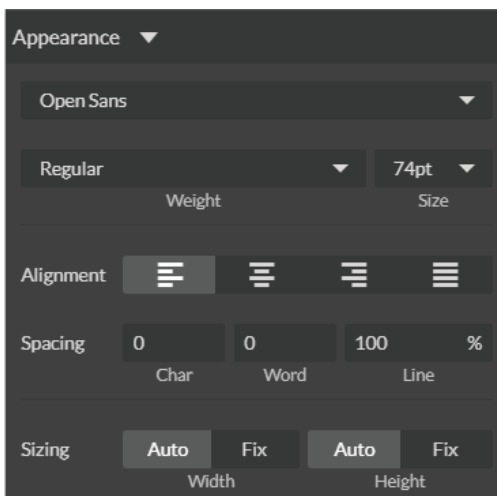 Appearance
Open Sans
Regular 74pt
Weight Size
Alignment
Spacing 0 0 100 %
Char Word Line
Sizing Auto Fix Auto Fix
Width Height